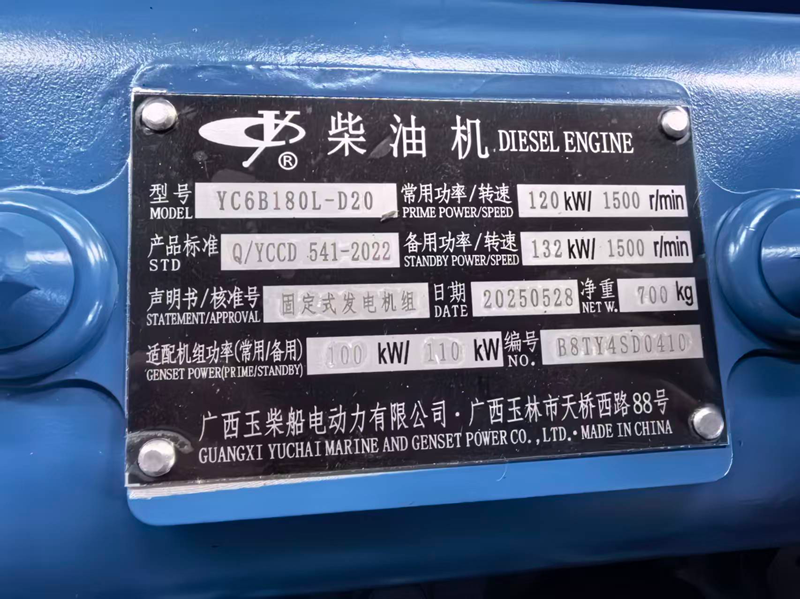 YC ® 柴油机 DIESEL ENGINE
型号 YC6B180L-D20 常用功率/转速 120 kW/ 1500 r/min
MODEL PRIME POWER/SPEED
产品标准 Q/YCCD 541-2022 备用功率/转速 132 kW/ 1500 r/min
STD STANDBY POWER/SPEED
声明书/核准号 固定式发电机组 日期 20250528 净重 700 kg
STATEMENT/APPROVAL DATE NET W.
适配机组功率(常用/备用) 100 kW/ 110 kW 编号 B8TY4SD0410
GENSET POWER(PRIME/STANDBY) NO.
广西玉柴船电动力有限公司·广西玉林市天桥西路88号
GUANGXI YUCHAI MARINE AND GENSET POWER CO., LTD.·MADE IN CHINA